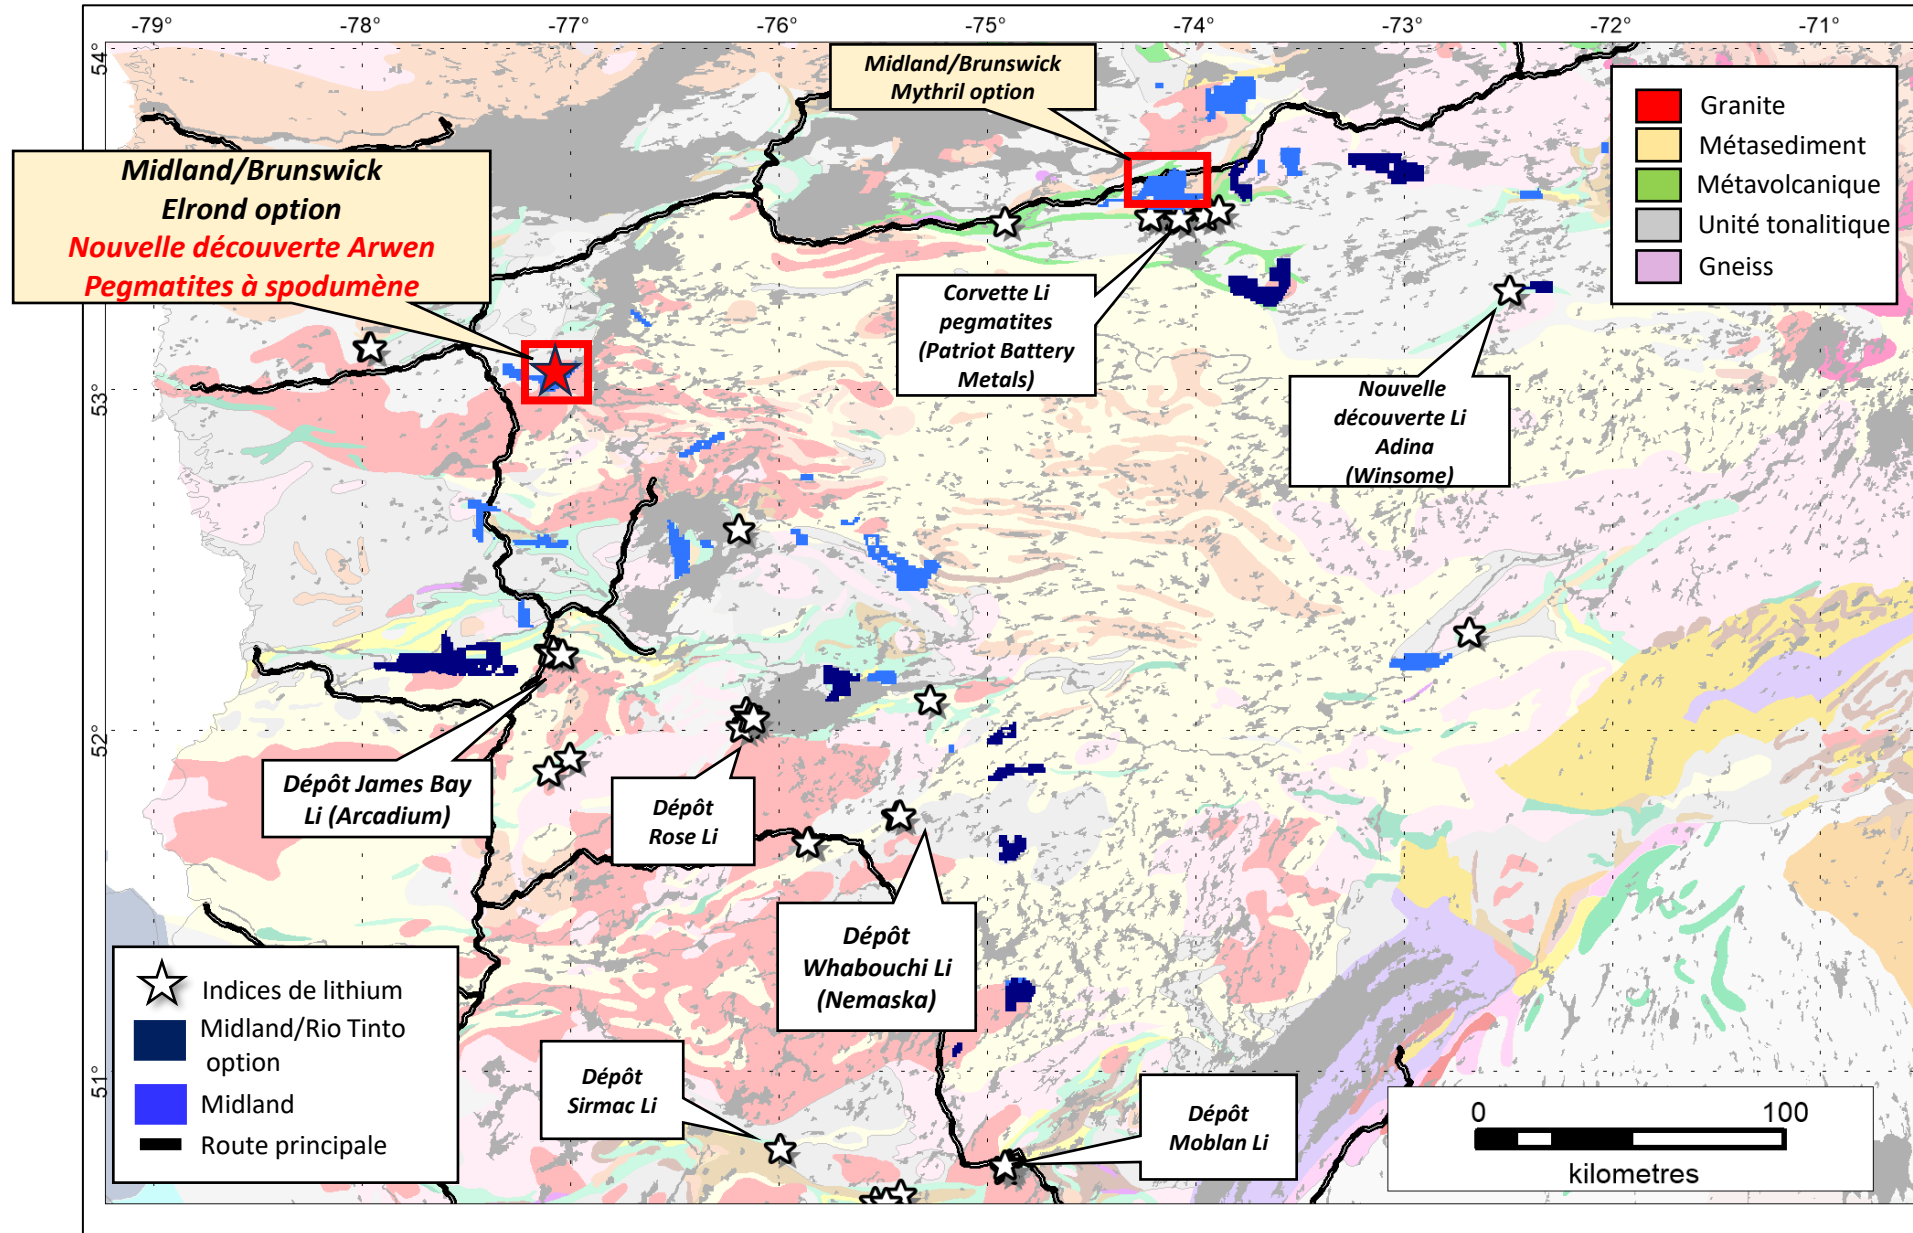 -79°
-78°
-77°
-76°
-75°
-74°
-73°
-72°
-71°
54°
53°
52°
51°
Midland/Brunswick
Mythril option
Granite
Métasediment
Métavolcanique
Unité tonalitique
Gneiss
Midland/Brunswick
Elrond option
Nouvelle découverte Arwen
Pegmatites à spodumène
Corvette Li
pegmatites
(Patriot Battery
Metals)
Nouvelle
découverte Li
Adina
(Winsome)
Dépôt James Bay
Li (Arcadium)
Dépôt
Rose Li
Dépôt
Whabouchi Li
(Nemaska)
Dépôt
Sirmac Li
Dépôt
Moblan Li
Indices de lithium
Midland/Rio Tinto
option
Midland
Route principale
0
100
kilometres